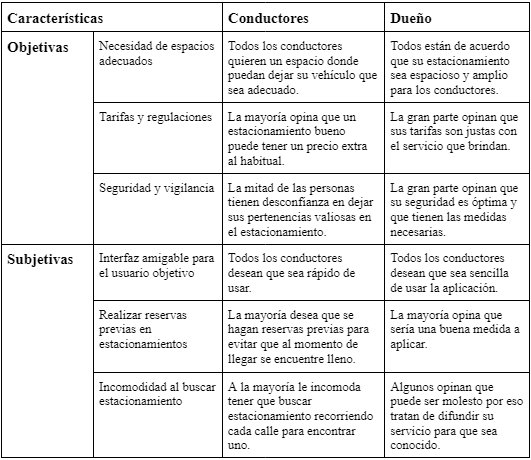 Características Conductores Dueño
Objetivas
Necesidad de espacios
adecuados
Todos los conductores
quieren un espacio donde
puedan dejar su vehículo que
sea adecuado.
Todos están de acuerdo
que su estacionamiento
sea espacioso y amplio
para los conductores.
Tarifas y regulaciones
La mayoría opina que un
estacionamiento bueno
puede tener un precio extra
al habitual.
La gran parte opinan que
sus tarifas son justas con
el servicio que brindan.
Seguridad y vigilancia
La mitad de las personas
tienen desconfianza en dejar
sus pertenencias valiosas en
el estacionamiento.
La gran parte opinan que
su seguridad es óptima y
que tienen las medidas
necesarias.
Subjetivas
Interfaz amigable para
el usuario objetivo
Todos los conductores
desean que sea rápido de
usar.
Todos los conductores
desean que sea sencilla
de usar la aplicación.
Realizar reservas
previas en
estacionamientos
La mayoría desea que se
hagan reservas previas para
evitar que al momento de
llegar se encuentre lleno.
La mayoría opina que
sería una buena medida a
aplicar.
Incomodidad al buscar
estacionamiento
A la mayoría le incomoda
tener que buscar
estacionamiento recorriendo
cada calle para encontrar
uno.
Algunos opinan que
puede ser molesto por eso
tratan de difundir su
servicio para que sea
conocido.